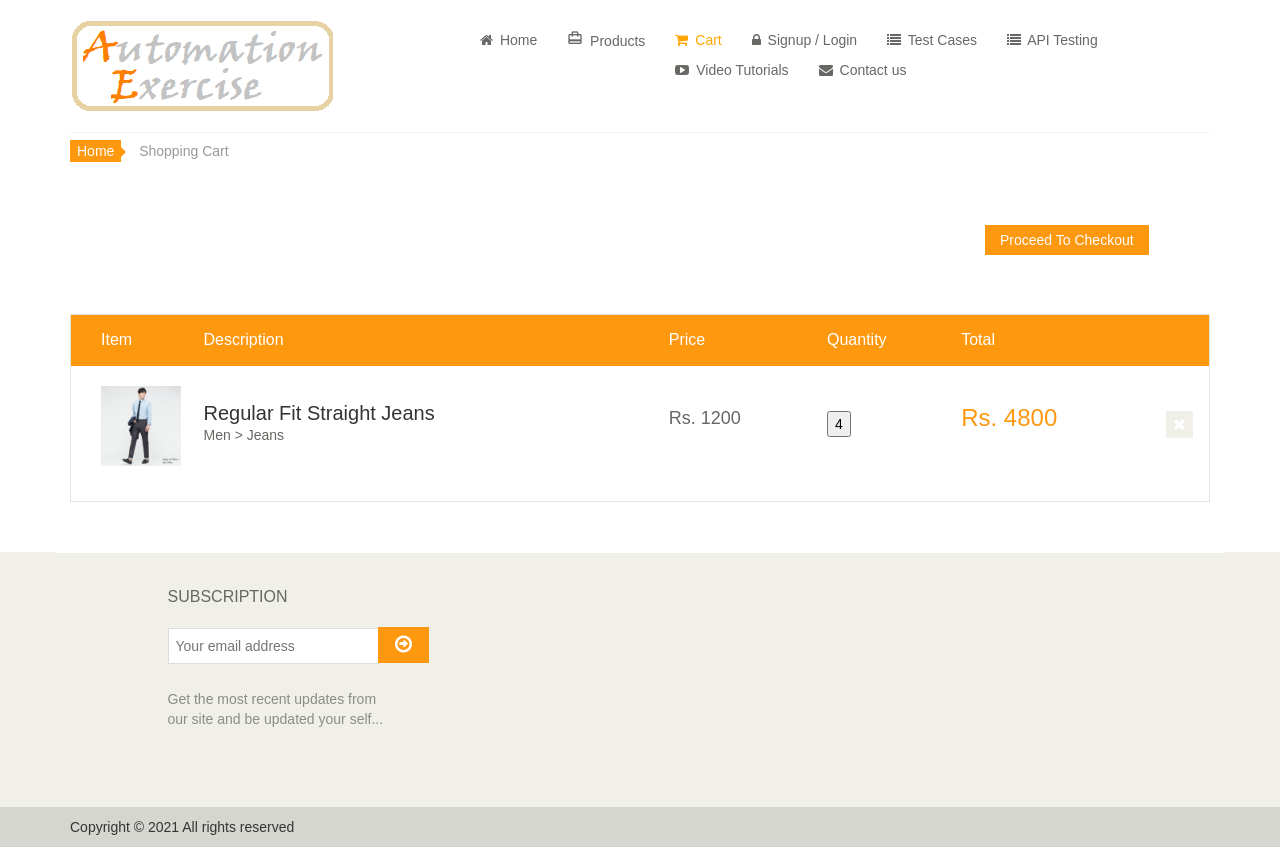 Automation
Exercise
Home
Products
Cart
Signup / Login
Test Cases
API Testing
Video Tutorials
Contact us
Home
Shopping Cart
Proceed To Checkout
Item Description Price Quantity Total
Regular Fit Straight Jeans
Men > Jeans
Rs. 1200
4
Rs. 4800
SUBSCRIPTION
Your email address
Get the most recent updates from
our site and be updated your self...
Copyright © 2021 All rights reserved